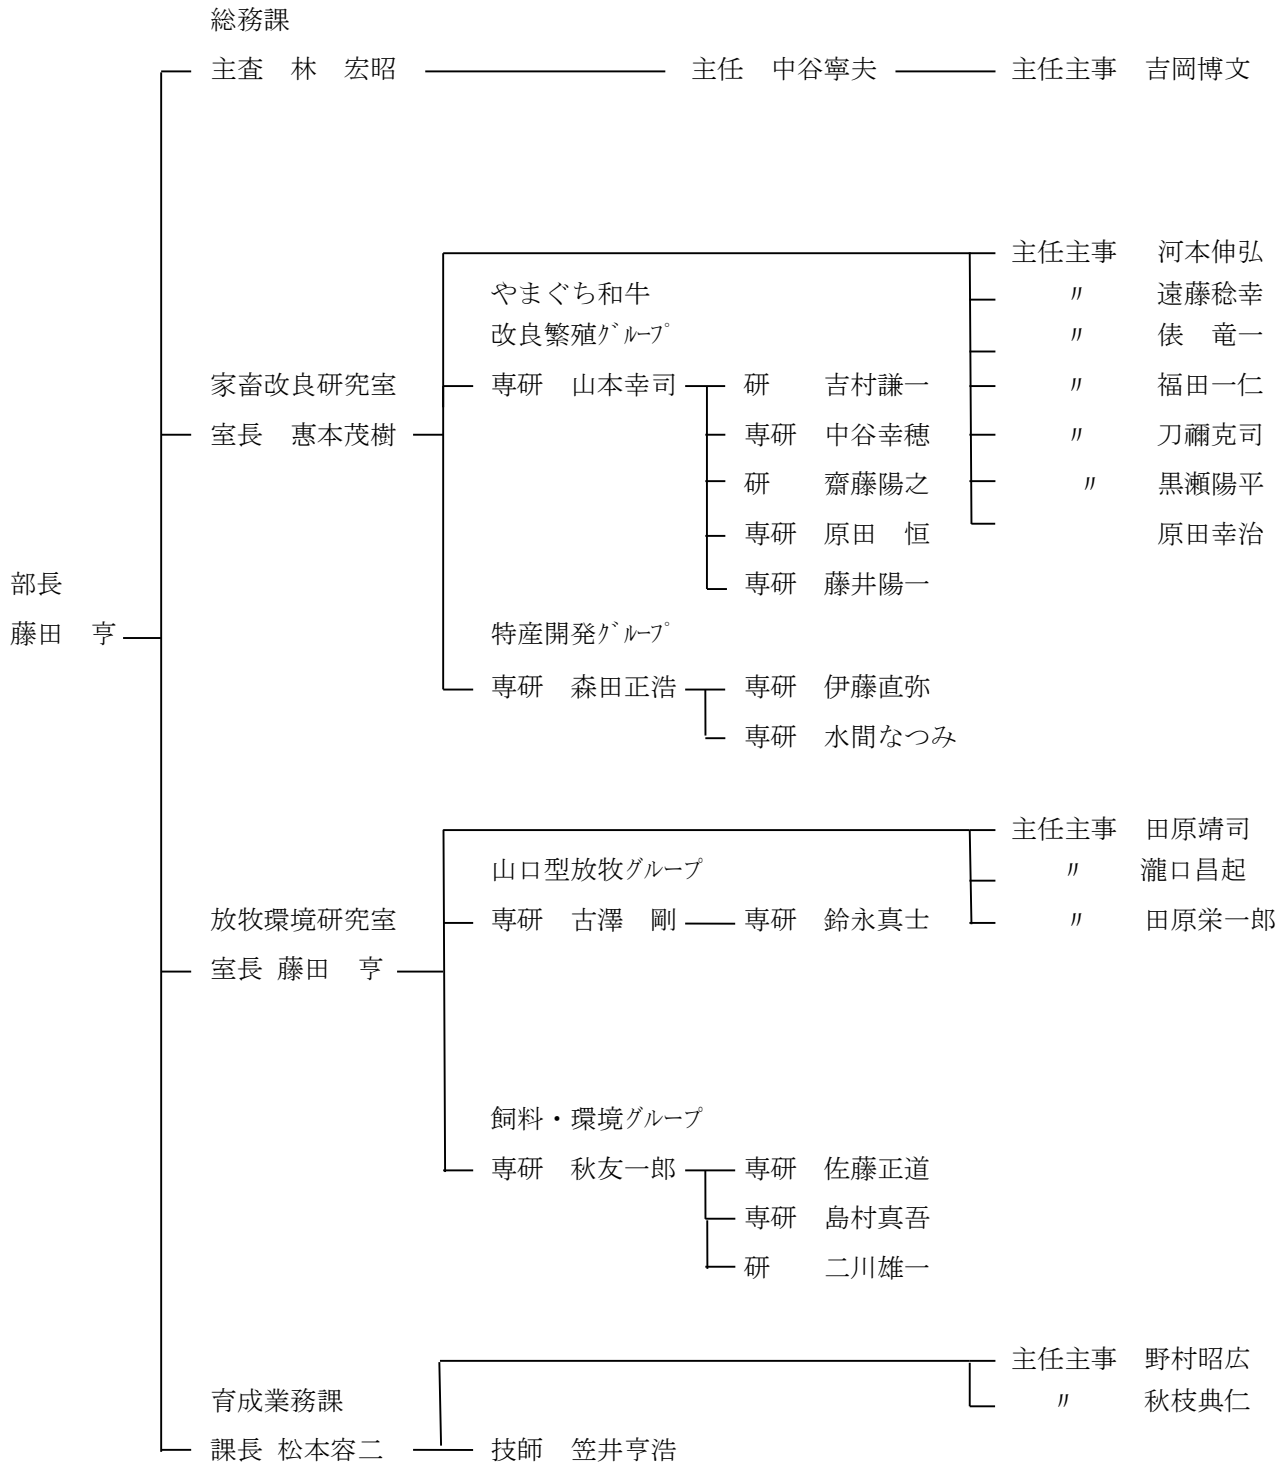 総務課
主査 林 宏昭 主任 中谷寧夫 主任主事 吉岡博文
主任主事 河本伸弘
やまぐち和牛 〃 遠藤稔幸
改良繁殖ｸﾞﾙｰﾌﾟ 〃 俵 竜一
家畜改良研究室 専研 山本幸司 研 吉村謙一 〃 福田一仁
室長 惠本茂樹 専研 中谷幸穂 〃 刀禰克司
研 齋藤陽之 〃 黒瀬陽平
専研 原田 恒 原田幸治
部長 専研 藤井陽一
藤田 亨 特産開発ｸﾞﾙｰﾌﾟ
専研 森田正浩 専研 伊藤直弥
専研 水間なつみ
主任主事 田原靖司
山口型放牧グループ 〃 瀧口昌起
放牧環境研究室 専研 古澤 剛 専研 鈴永真士 〃 田原栄一郎
室長 藤田 亨
飼料・環境グループ
専研 秋友一郎 専研 佐藤正道
専研 島村真吾
研 二川雄一
主任主事 野村昭広
育成業務課 〃 秋枝典仁
課長 松本容二 技師 笠井亨浩